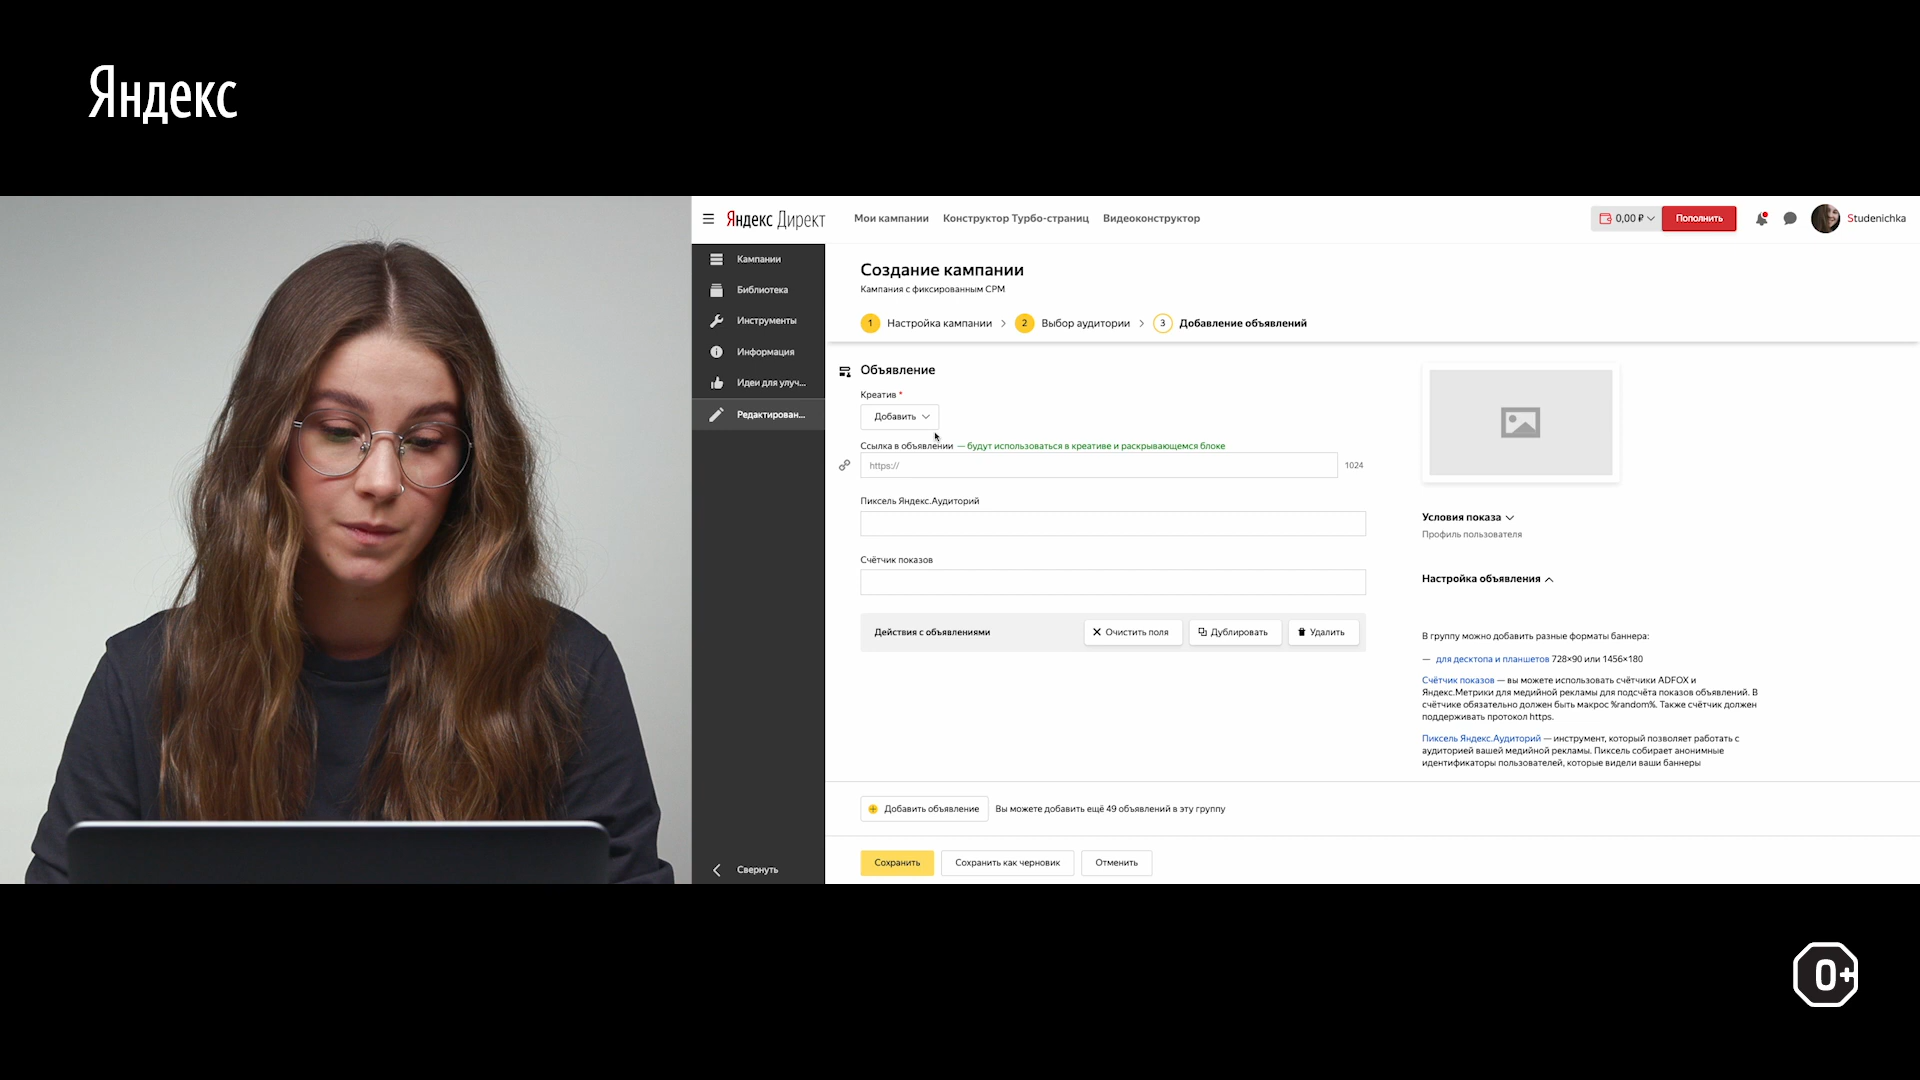 Яндекс
Яндекс Директ
Мои кампании
Конструктор Турбо-страниц
Видеоконструктор
0,00 ₽
Пополнить
Studenichka
Кампании
Библиотека
Инструменты
Информация
Идеи для улуч...
Редактирован...
Свернуть
Создание кампании
Кампания с фиксированным CPM
1 Настройка кампании
2 Выбор аудитории
3 Добавление объявлений
Объявление
Креатив *
Добавить
Ссылка в объявлении — будут использоваться в креативе и раскрывающемся блоке
https://
1024
Пиксель Яндекс.Аудиторий
Счётчик показов
Действия с объявлениями
Очистить поля
Дублировать
Удалить
Условия показа
Профиль пользователя
Настройка объявления
В группу можно добавить разные форматы баннера:
— для десктопа и планшетов 728×90 или 1456×180
Счётчик показов — вы можете использовать счётчики ADFOX и
Яндекс.Метрики для медийной рекламы для подсчёта показов объявлений. В
счётчике обязательно должен быть макрос %random%. Также счётчик должен
поддерживать протокол https.
Пиксель Яндекс.Аудиторий — инструмент, который позволяет работать с
аудиторией вашей медийной рекламы. Пиксель собирает анонимные
идентификаторы пользователей, которые видели ваши баннеры
Добавить объявление
Вы можете добавить ещё 49 объявлений в эту группу
Сохранить
Сохранить как черновик
Отменить
0+